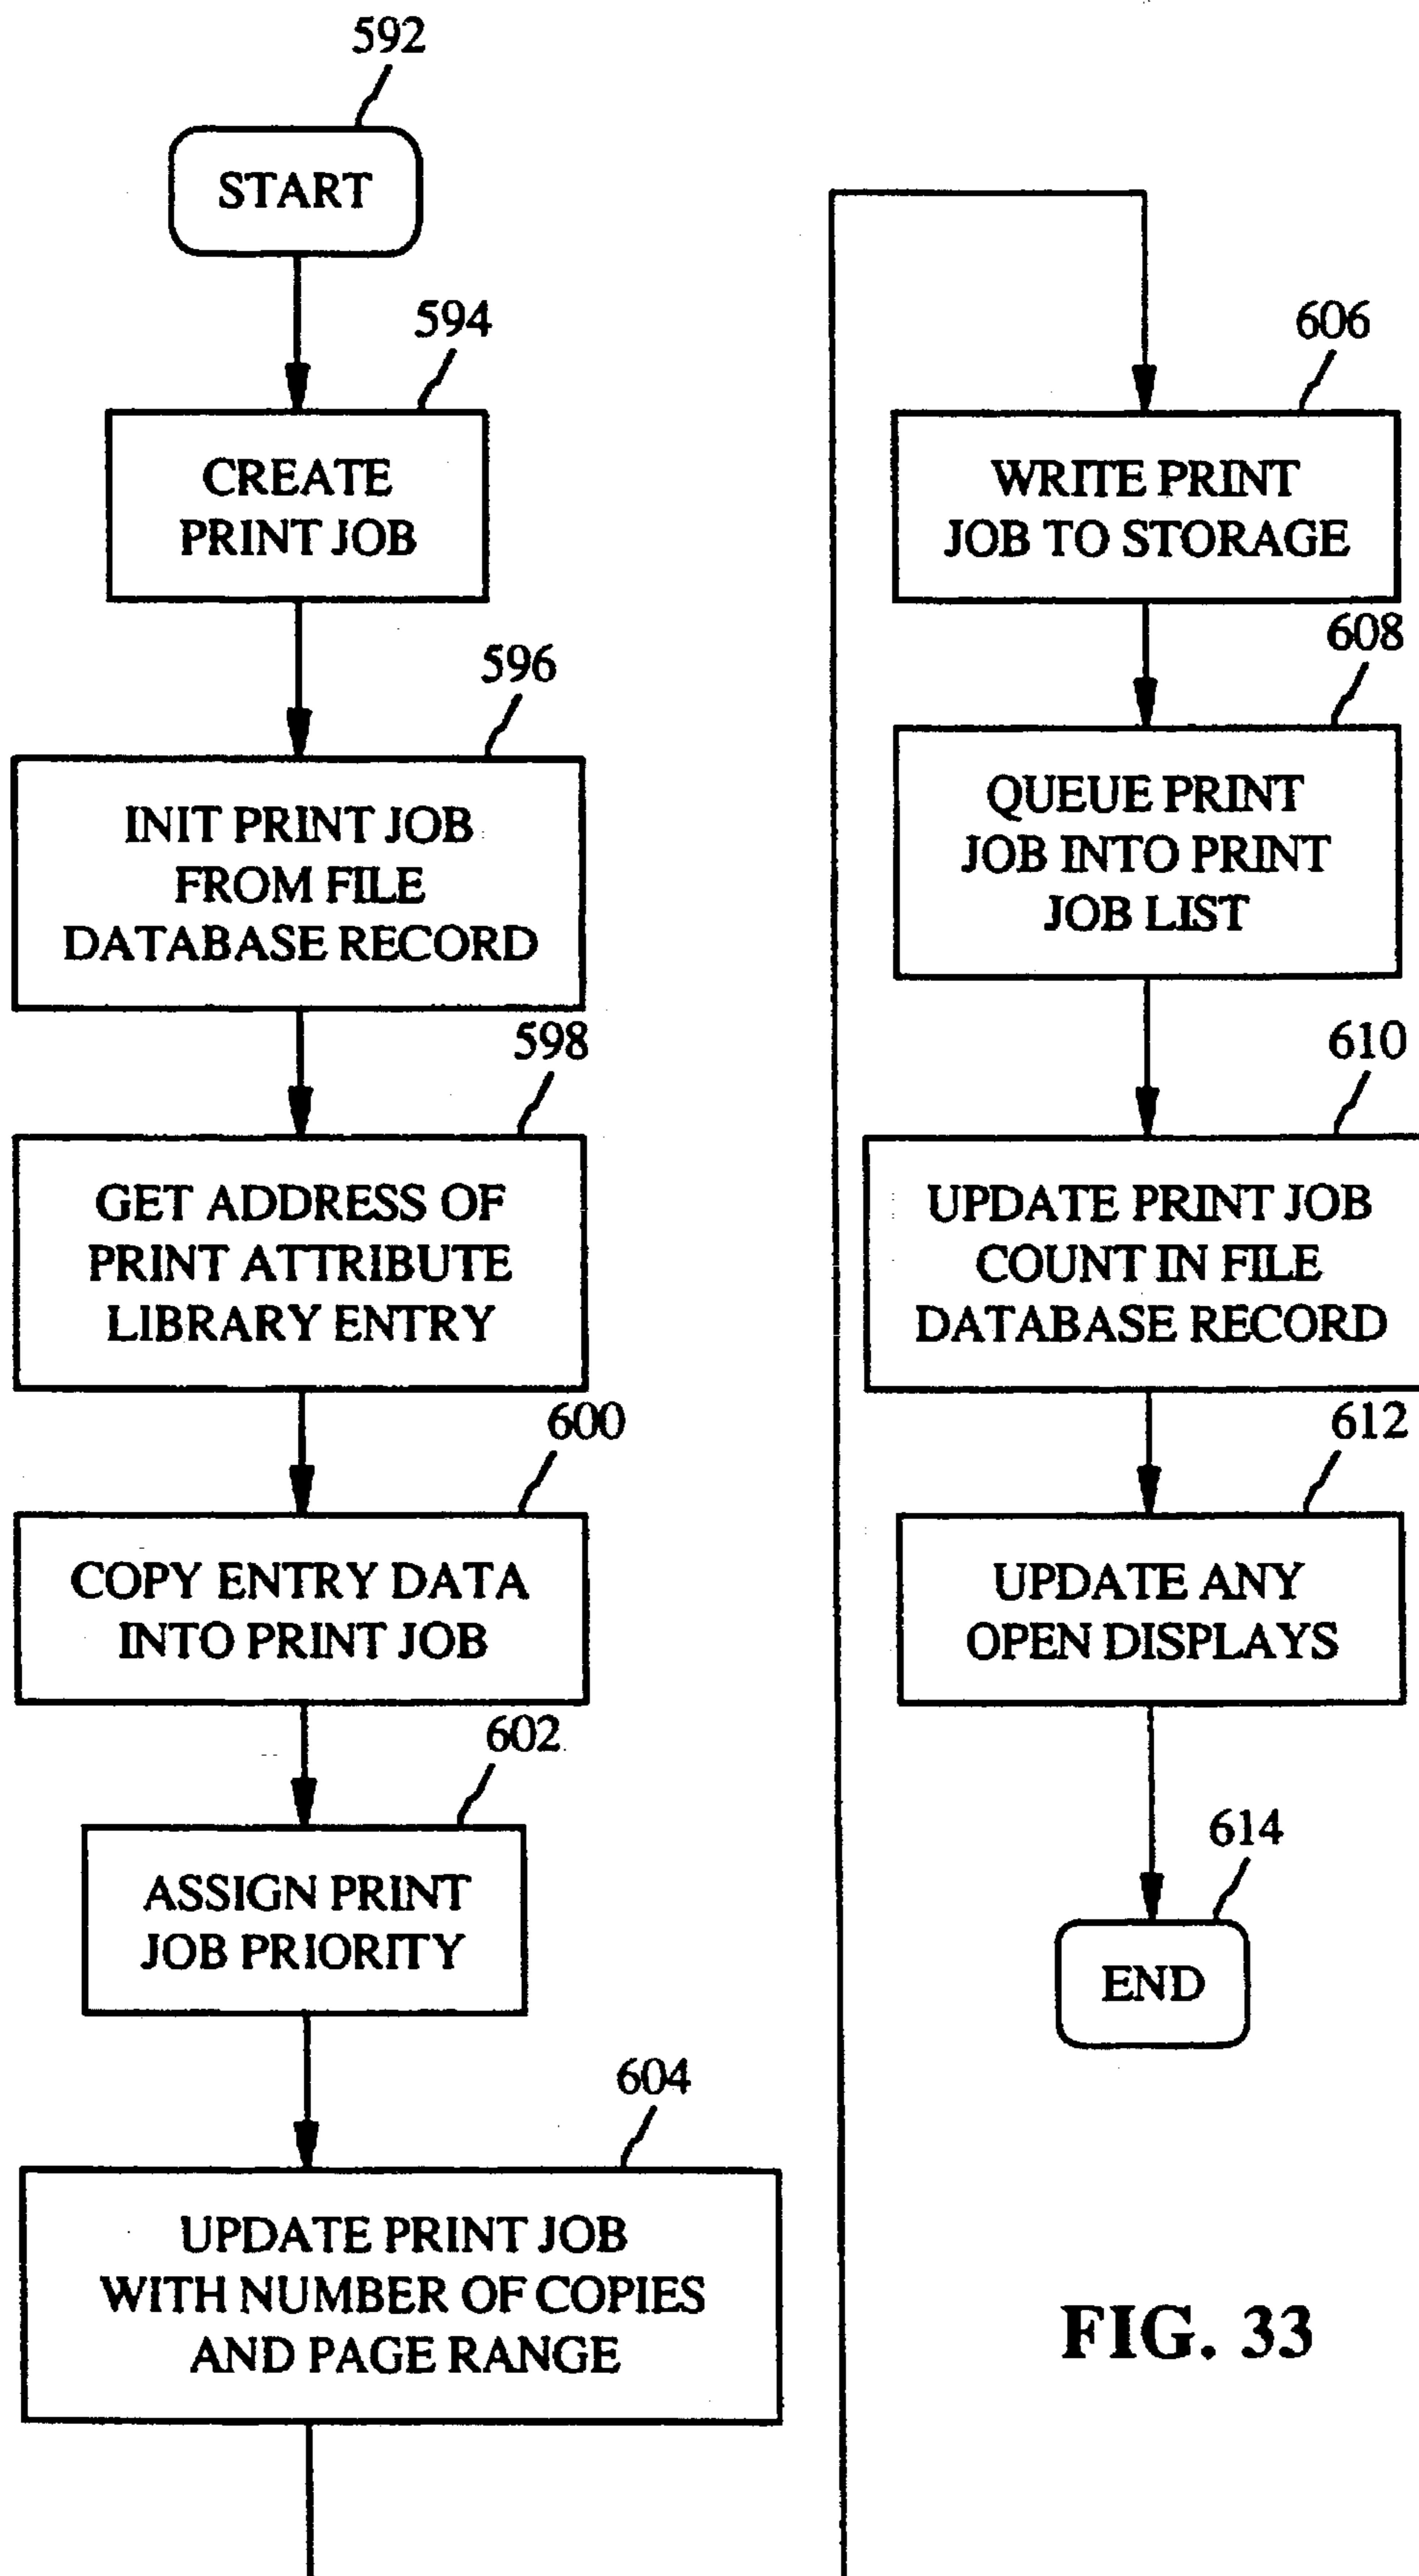 592
START
594
CREATE
PRINT JOB
596
INIT PRINT JOB
FROM FILE
DATABASE RECORD
598
GET ADDRESS OF
PRINT ATTRIBUTE
LIBRARY ENTRY
600
COPY ENTRY DATA
INTO PRINT JOB
602
ASSIGN PRINT
JOB PRIORITY
604
UPDATE PRINT JOB
WITH NUMBER OF COPIES
AND PAGE RANGE
606
WRITE PRINT
JOB TO STORAGE
608
QUEUE PRINT
JOB INTO PRINT
JOB LIST
610
UPDATE PRINT JOB
COUNT IN FILE
DATABASE RECORD
612
UPDATE ANY
OPEN DISPLAYS
614
END
FIG. 33